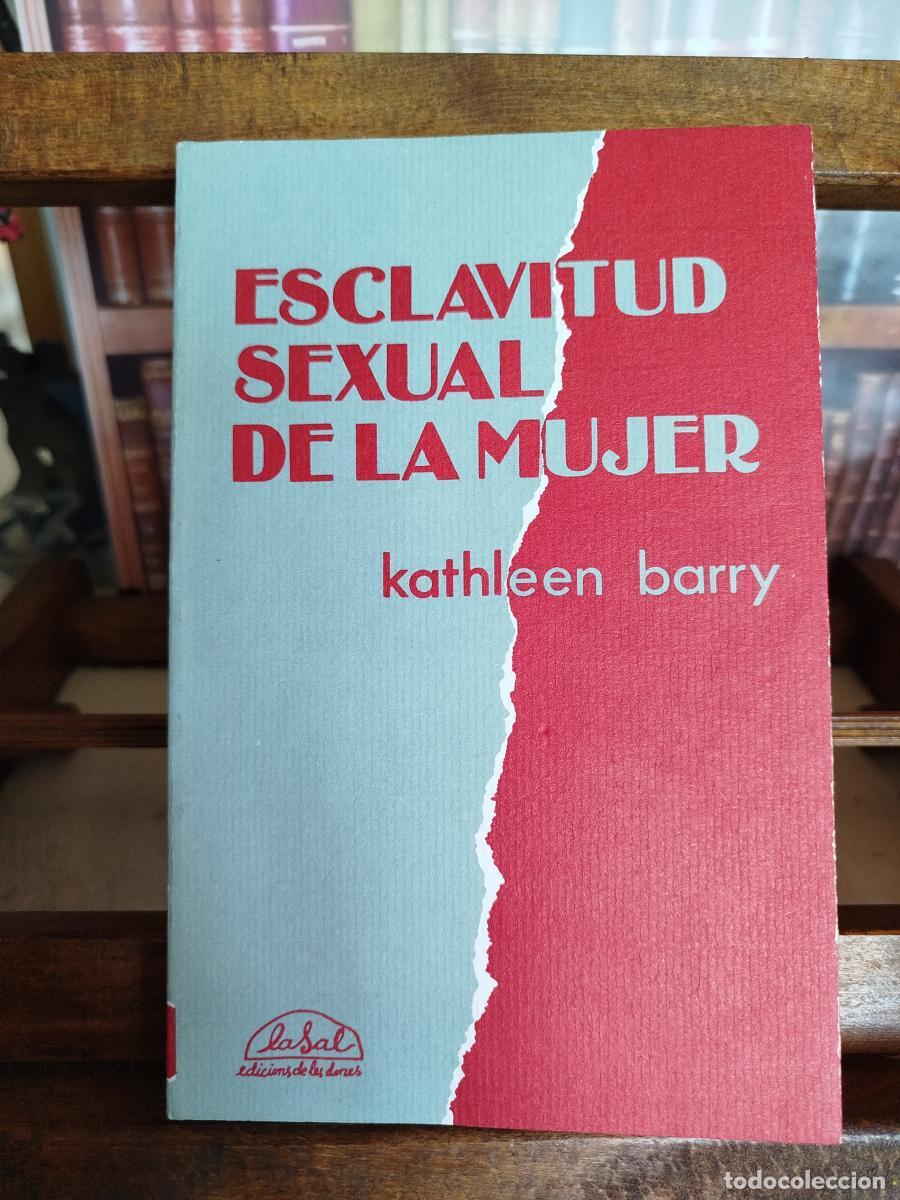 ESCLAVITUD
SEXUAL
DE LA MUJER
kathleen barry
laSal
edicions de les dones
todocoleccion